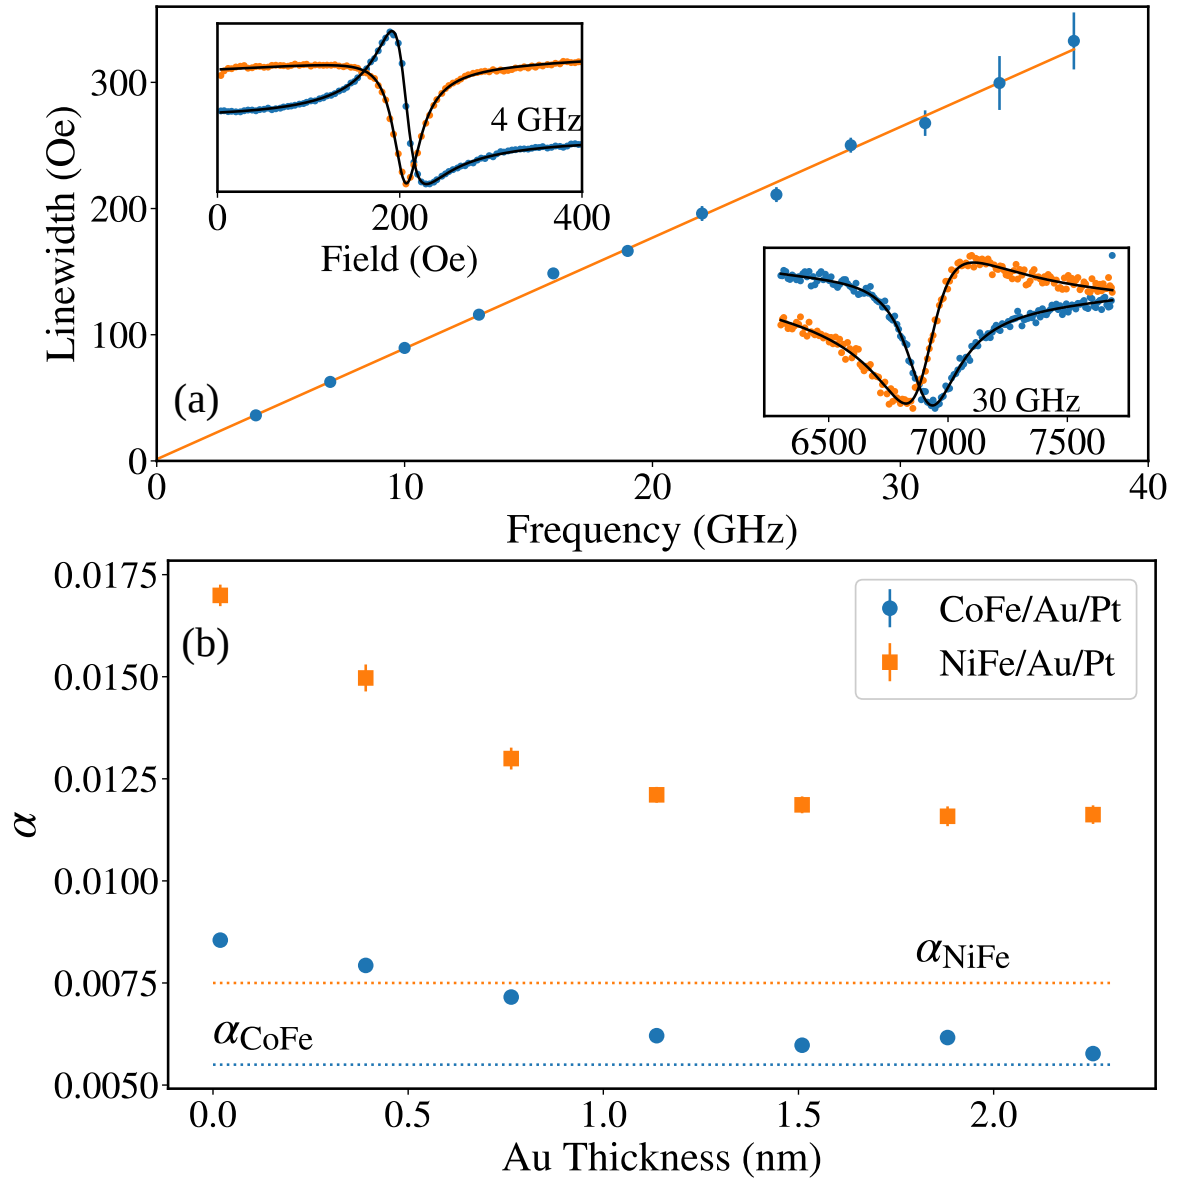 Linewidth (Oe)
300
200
100
0
0
10
20
30
40
Frequency (GHz)
(a)
4 GHz
0
200
400
Field (Oe)
30 GHz
6500
7000
7500
0.0175
0.0150
0.0125
0.0100
0.0075
0.0050
α
(b)
CoFe/Au/Pt
NiFe/Au/Pt
αNiFe
αCoFe
0.0
0.5
1.0
1.5
2.0
Au Thickness (nm)